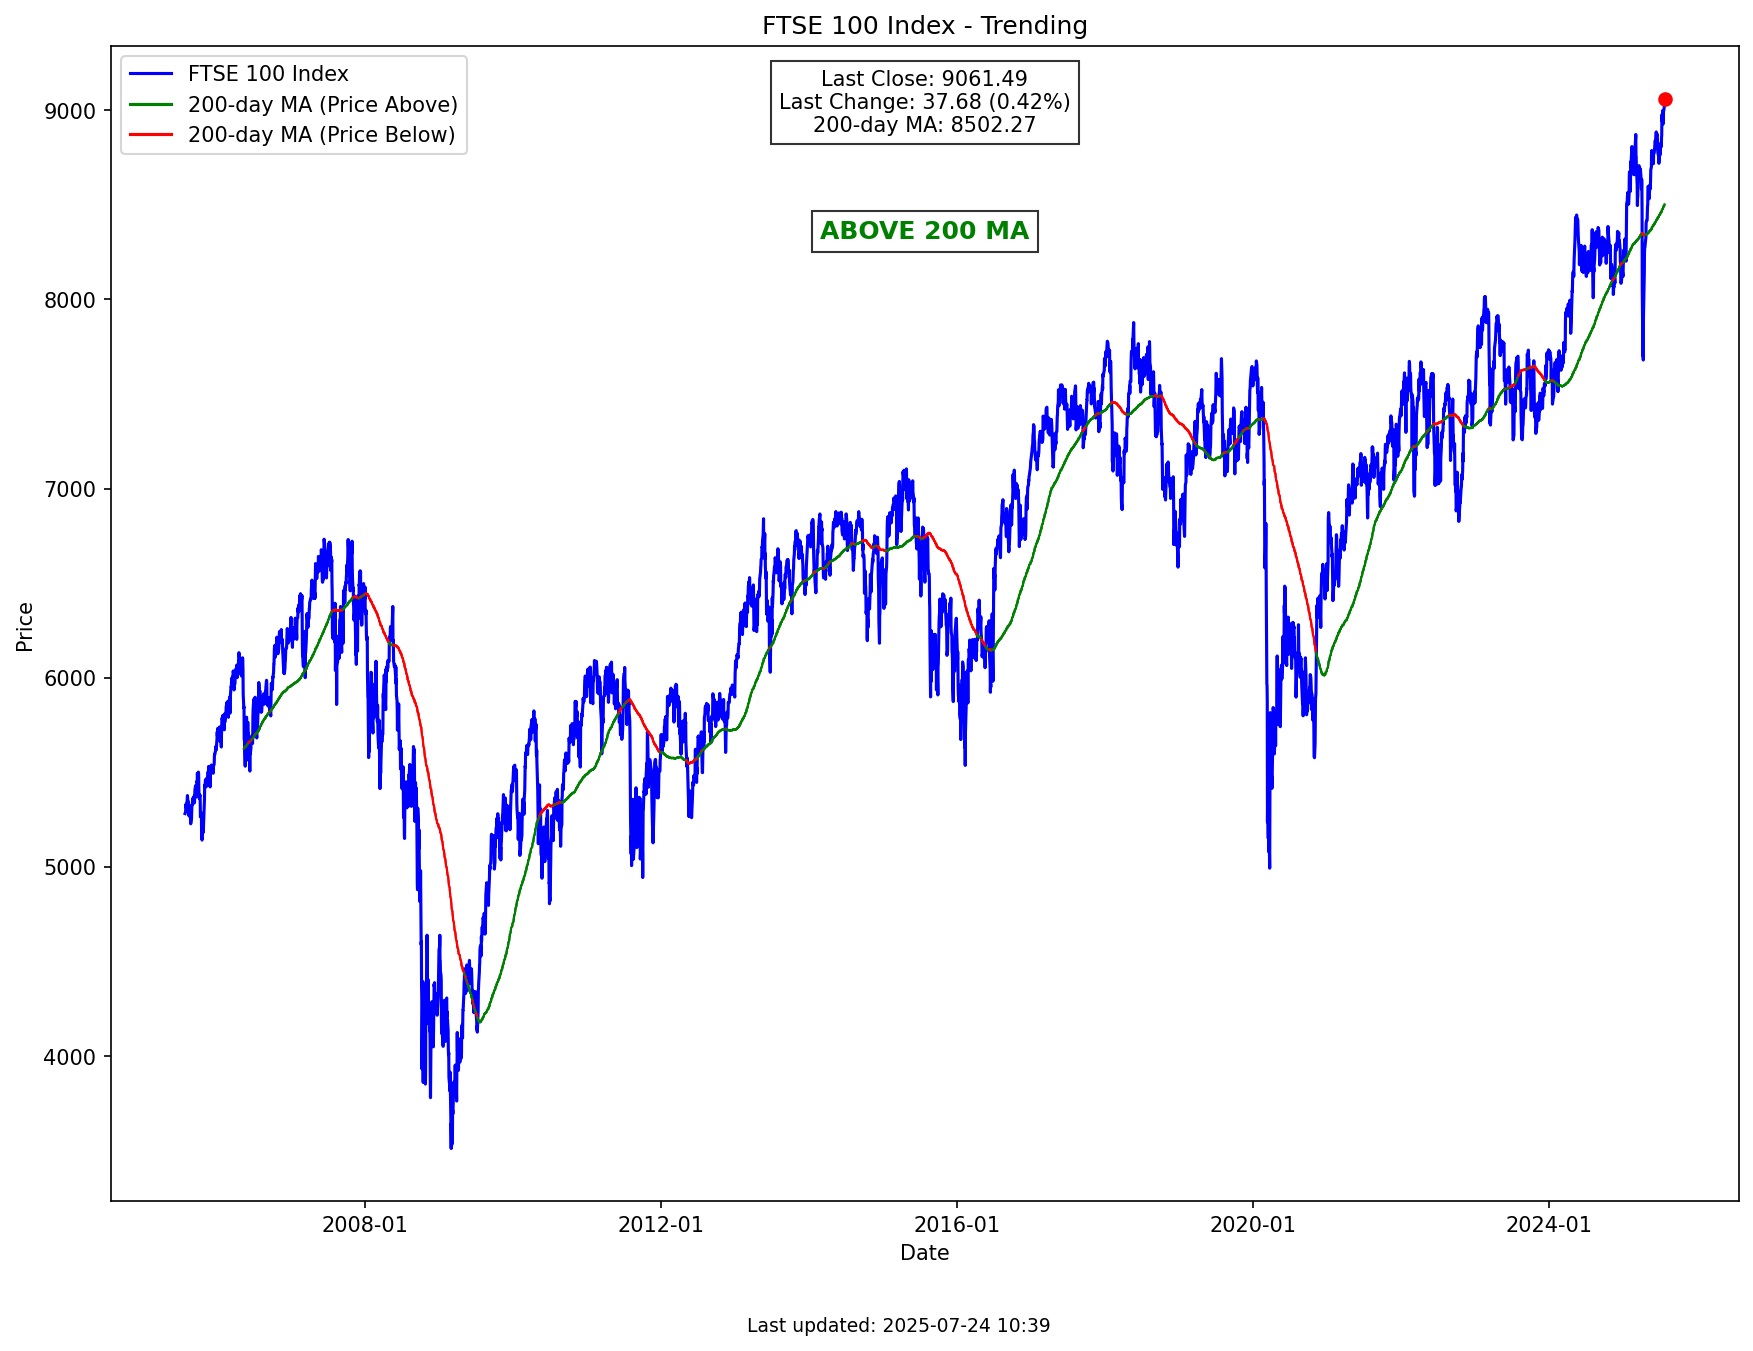 FTSE 100 Index - Trending
FTSE 100 Index
200-day MA (Price Above)
200-day MA (Price Below)
Last Close: 9061.49
Last Change: 37.68 (0.42%)
200-day MA: 8502.27
ABOVE 200 MA
Price
9000
8000
7000
6000
5000
4000
2008-01
2012-01
2016-01
2020-01
2024-01
Date
Last updated: 2025-07-24 10:39